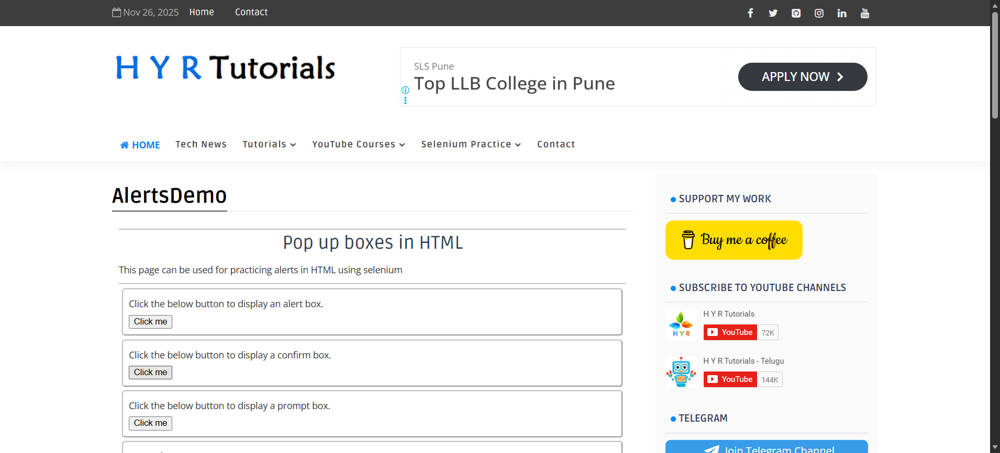 Nov 26, 2025 Home Contact
You Tube
H Y R Tutorials
SLS Pune
Top LLB College in Pune
APPLY NOW
HOME Tech News Tutorials YouTube Courses Selenium Practice Contact
AlertsDemo
Pop up boxes in HTML
This page can be used for practicing alerts in HTML using selenium
Click the below button to display an alert box.
Click me
Click the below button to display a confirm box.
Click me
Click the below button to display a prompt box.
Click me
SUPPORT MY WORK
Buy me a coffee
SUBSCRIBE TO YOUTUBE CHANNELS
HYR
H Y R Tutorials
YouTube 72K
H Y R Tutorials - Telugu
YouTube 144K
TELEGRAM
Join Telegram Channel